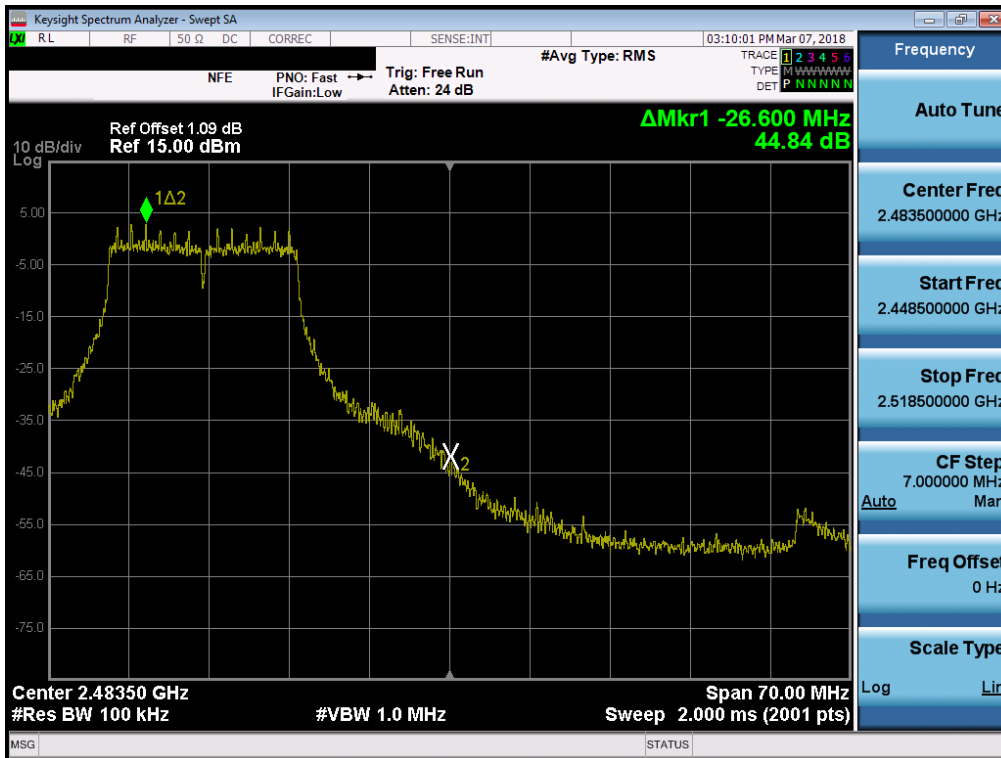 Keysight Spectrum Analyzer - Swept SA
LXI RL RF 50 Ω DC CORREC SENSE:INT 03:10:01 PM Mar 07, 2018
#Avg Type: RMS
TRACE 1 2 3 4 5 6
TYPE M WWWWW
DET P N N N N N
NFE PNO: Fast Trig: Free Run
IFGain:Low Atten: 24 dB
ΔMkr1 -26.600 MHz
44.84 dB
Ref Offset 1.09 dB
10 dB/div Ref 15.00 dBm
Log
1Δ2
5.00
-5.00
-15.0
-25.0
-35.0
2
-45.0
-55.0
-65.0
-75.0
Center 2.48350 GHz Span 70.00 MHz
#Res BW 100 kHz #VBW 1.0 MHz Sweep 2.000 ms (2001 pts)
MSG STATUS
Frequency
Auto Tune
Center Freq
2.483500000 GHz
Start Freq
2.448500000 GHz
Stop Freq
2.518500000 GHz
CF Step
7.000000 MHz
Auto Man
Freq Offset
0 Hz
Scale Type
Log Lin